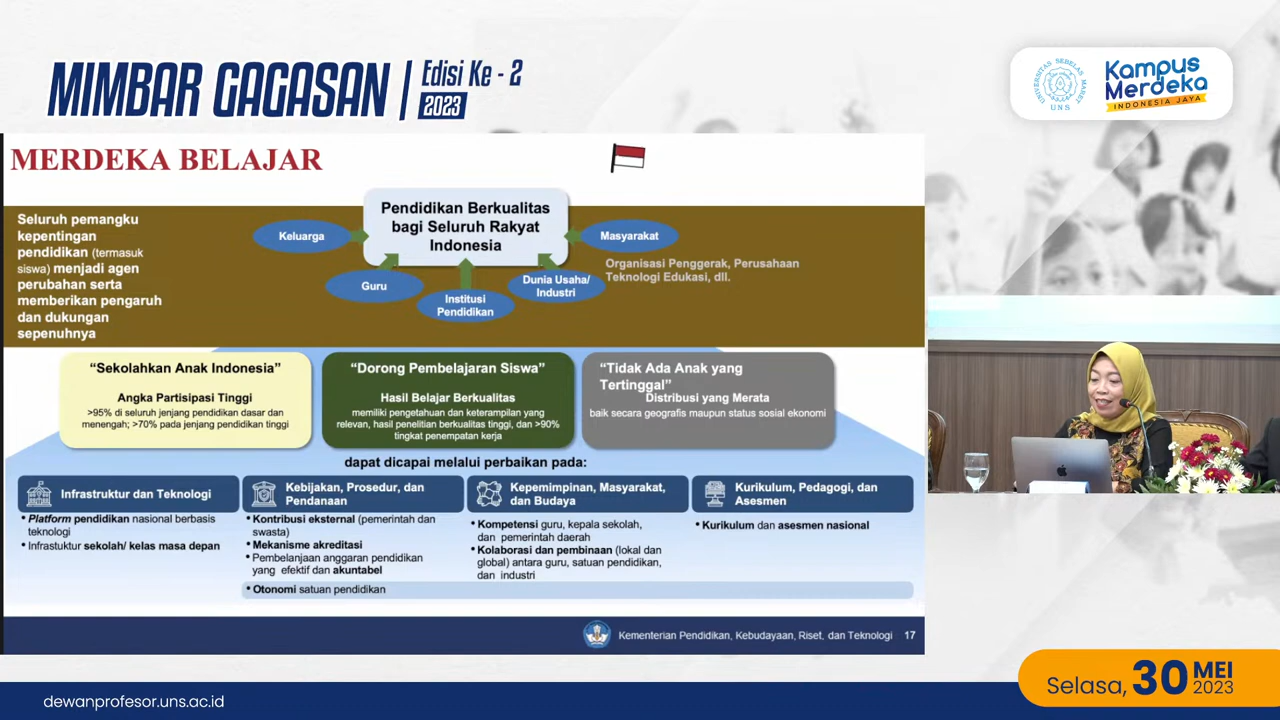 MIMBAR GAGASAN
Edisi Ke - 2
2023
UNIVERSITAS SEBELAS MARET
UNS
Kampus
Merdeka
INDONESIA JAYA
MERDEKA BELAJAR
Seluruh pemangku
kepentingan
pendidikan (termasuk
siswa) menjadi agen
perubahan serta
memberikan pengaruh
dan dukungan
sepenuhnya
Pendidikan Berkualitas
bagi Seluruh Rakyat
Indonesia
Keluarga
Guru
Institusi
Pendidikan
Dunia Usaha/
Industri
Masyarakat
Organisasi Penggerak, Perusahaan
Teknologi Edukasi, dll.
“Sekolahkan Anak Indonesia”
Angka Partisipasi Tinggi
>95% di seluruh jenjang pendidikan dasar dan
menengah; >70% pada jenjang pendidikan tinggi
“Dorong Pembelajaran Siswa”
Hasil Belajar Berkualitas
memiliki pengetahuan dan keterampilan yang
relevan, hasil penelitian berkualitas tinggi, dan >90%
tingkat penempatan kerja
“Tidak Ada Anak yang
Tertinggal”
Distribusi yang Merata
baik secara geografis maupun status sosial ekonomi
dapat dicapai melalui perbaikan pada:
Infrastruktur dan Teknologi
• Platform pendidikan nasional berbasis
teknologi
• Infrastuktur sekolah/ kelas masa depan
Kebijakan, Prosedur, dan
Pendanaan
• Kontribusi eksternal (pemerintah dan
swasta)
• Mekanisme akreditasi
• Pembelanjaan anggaran pendidikan
yang efektif dan akuntabel
Kepemimpinan, Masyarakat,
dan Budaya
• Kompetensi guru, kepala sekolah,
dan pemerintah daerah
• Kolaborasi dan pembinaan (lokal dan
global) antara guru, satuan pendidikan,
dan industri
Kurikulum, Pedagogi, dan
Asesmen
• Kurikulum dan asesmen nasional
• Otonomi satuan pendidikan
Kementerian Pendidikan, Kebudayaan, Riset, dan Teknologi 17
dewanprofesor.uns.ac.id
Selasa, 30 MEI
2023